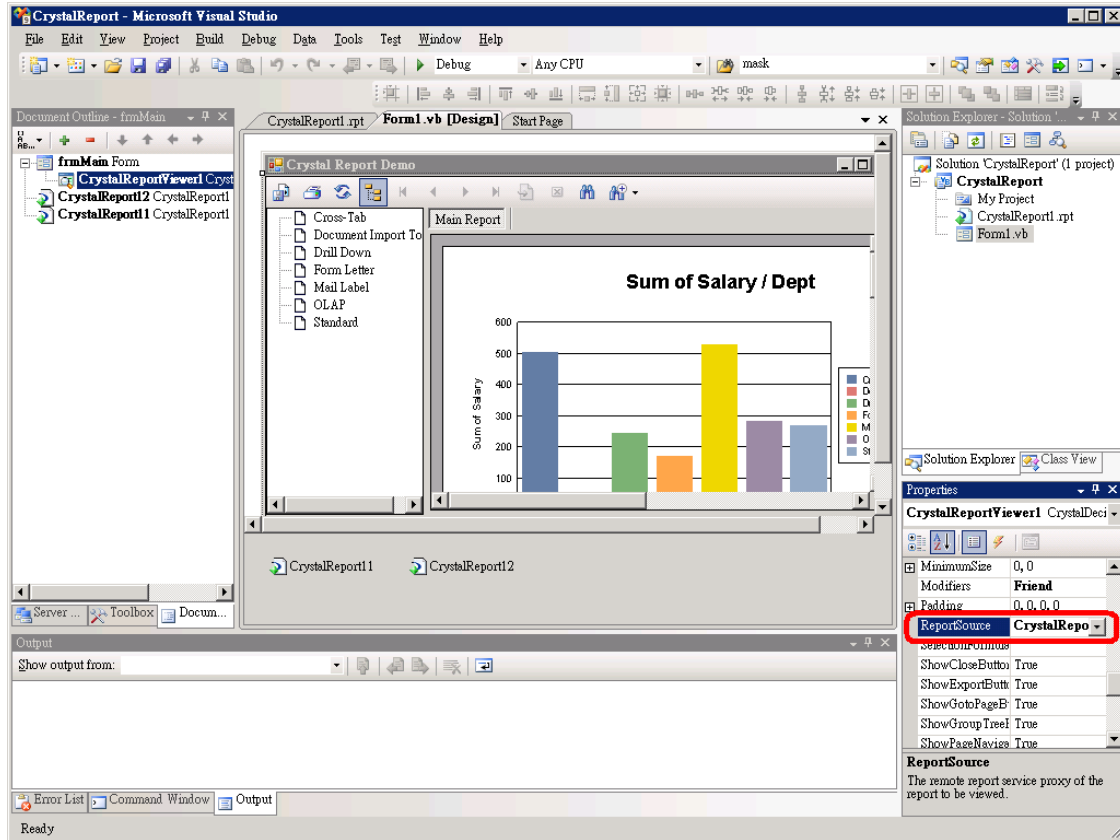 CrystalReport - Microsoft Visual Studio
File Edit View Project Build Debug Data Tools Test Window Help
Debug Any CPU mask
Document Outline - frmMain
frmMain Form
CrystalReportViewer1 Cryst
CrystalReport12 CrystalReport1
CrystalReport11 CrystalReport1
Server ... Toolbox Docum...
CrystalReport1.rpt Form1.vb [Design] Start Page
Crystal Report Demo
Cross-Tab
Document Import To
Drill Down
Form Letter
Mail Label
OLAP
Standard
Main Report
Sum of Salary / Dept
Sum of Salary
600
500
400
300
200
100
C
D
D
Fo
M
O
St
CrystalReport11 CrystalReport12
Solution Explorer - Solution '...
Solution 'CrystalReport' (1 project)
CrystalReport
My Project
CrystalReport1.rpt
Form1.vb
Solution Explorer Class View
Properties
CrystalReportViewer1 CrystalDeci
MinimumSize 0, 0
Modifiers Friend
Padding 0, 0, 0, 0
ReportSource CrystalRepo
SelectionFormula
ShowCloseButton True
ShowExportButto True
ShowGotoPageB True
ShowGroupTreeB True
ShowPageNaviga True
ReportSource
The remote report service proxy of the
report to be viewed.
Output
Show output from:
Error List Command Window Output
Ready